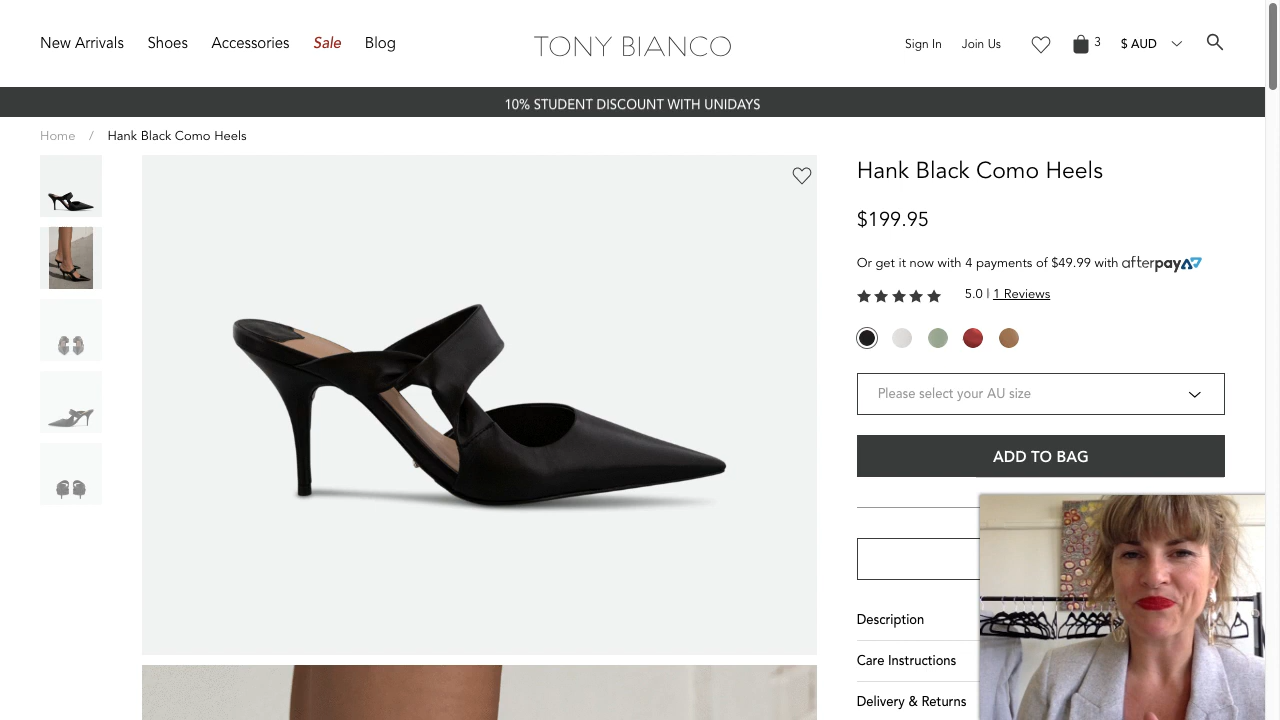 New Arrivals Shoes Accessories Sale Blog
TONY BIANCO
Sign In Join Us 3 $ AUD
10% STUDENT DISCOUNT WITH UNIDAYS
Home / Hank Black Como Heels
Hank Black Como Heels
$199.95
Or get it now with 4 payments of $49.99 with afterpay
5.0 | 1 Reviews
Please select your AU size
ADD TO BAG
Description
Care Instructions
Delivery & Returns